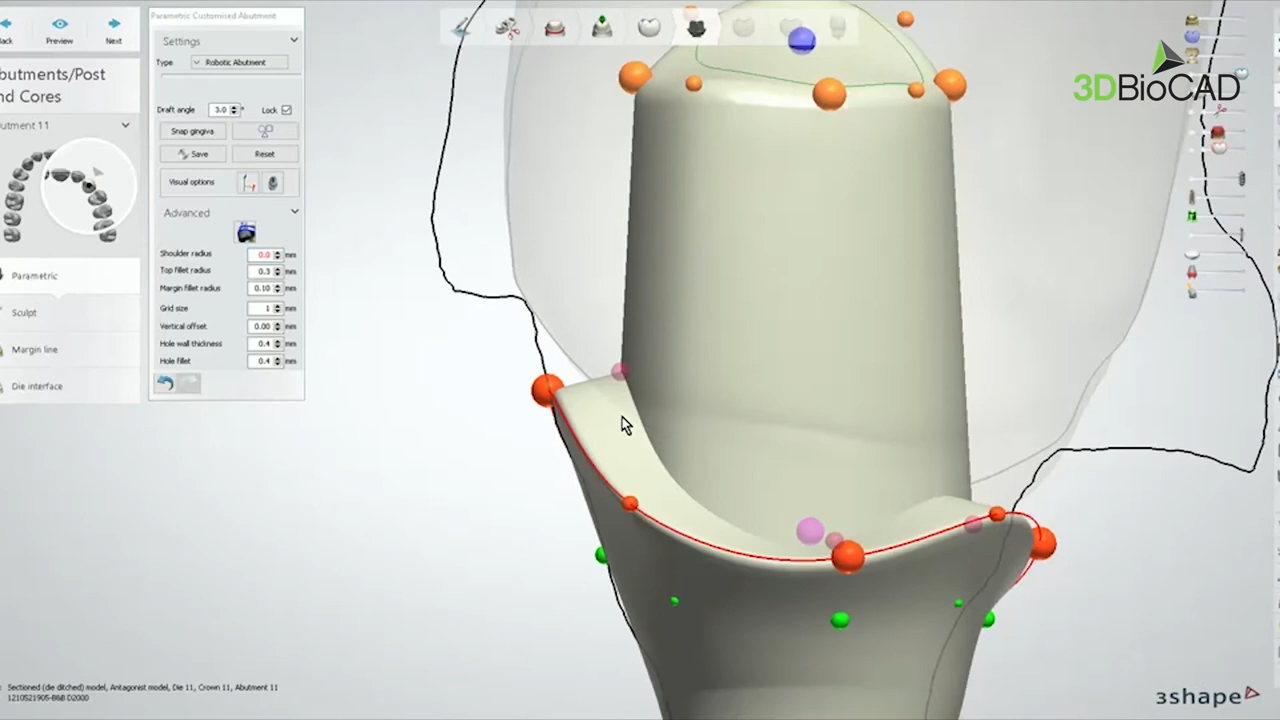 Parametric Customised Abutment
ack
Preview
Next
Settings
Type
Robotic Abutment
butments/Post
nd Cores
utment 11
Draft angle
3.0
°
Lock
Snap gingiva
Save
Reset
Visual options
Advanced
Shoulder radius
0.0
mm
Top fillet radius
0.3
mm
Margin fillet radius
0.10
mm
Grid size
1
mm
Vertical offset
0.00
mm
Hole wall thickness
0.4
mm
Hole fillet
0.4
mm
Parametric
Sculpt
Margin line
Die interface
3DBioCAD
Sectioned (die ditched) model, Antagonist model, Die 11, Crown 11, Abutment 11
1210521905-B&B D2000
3shape